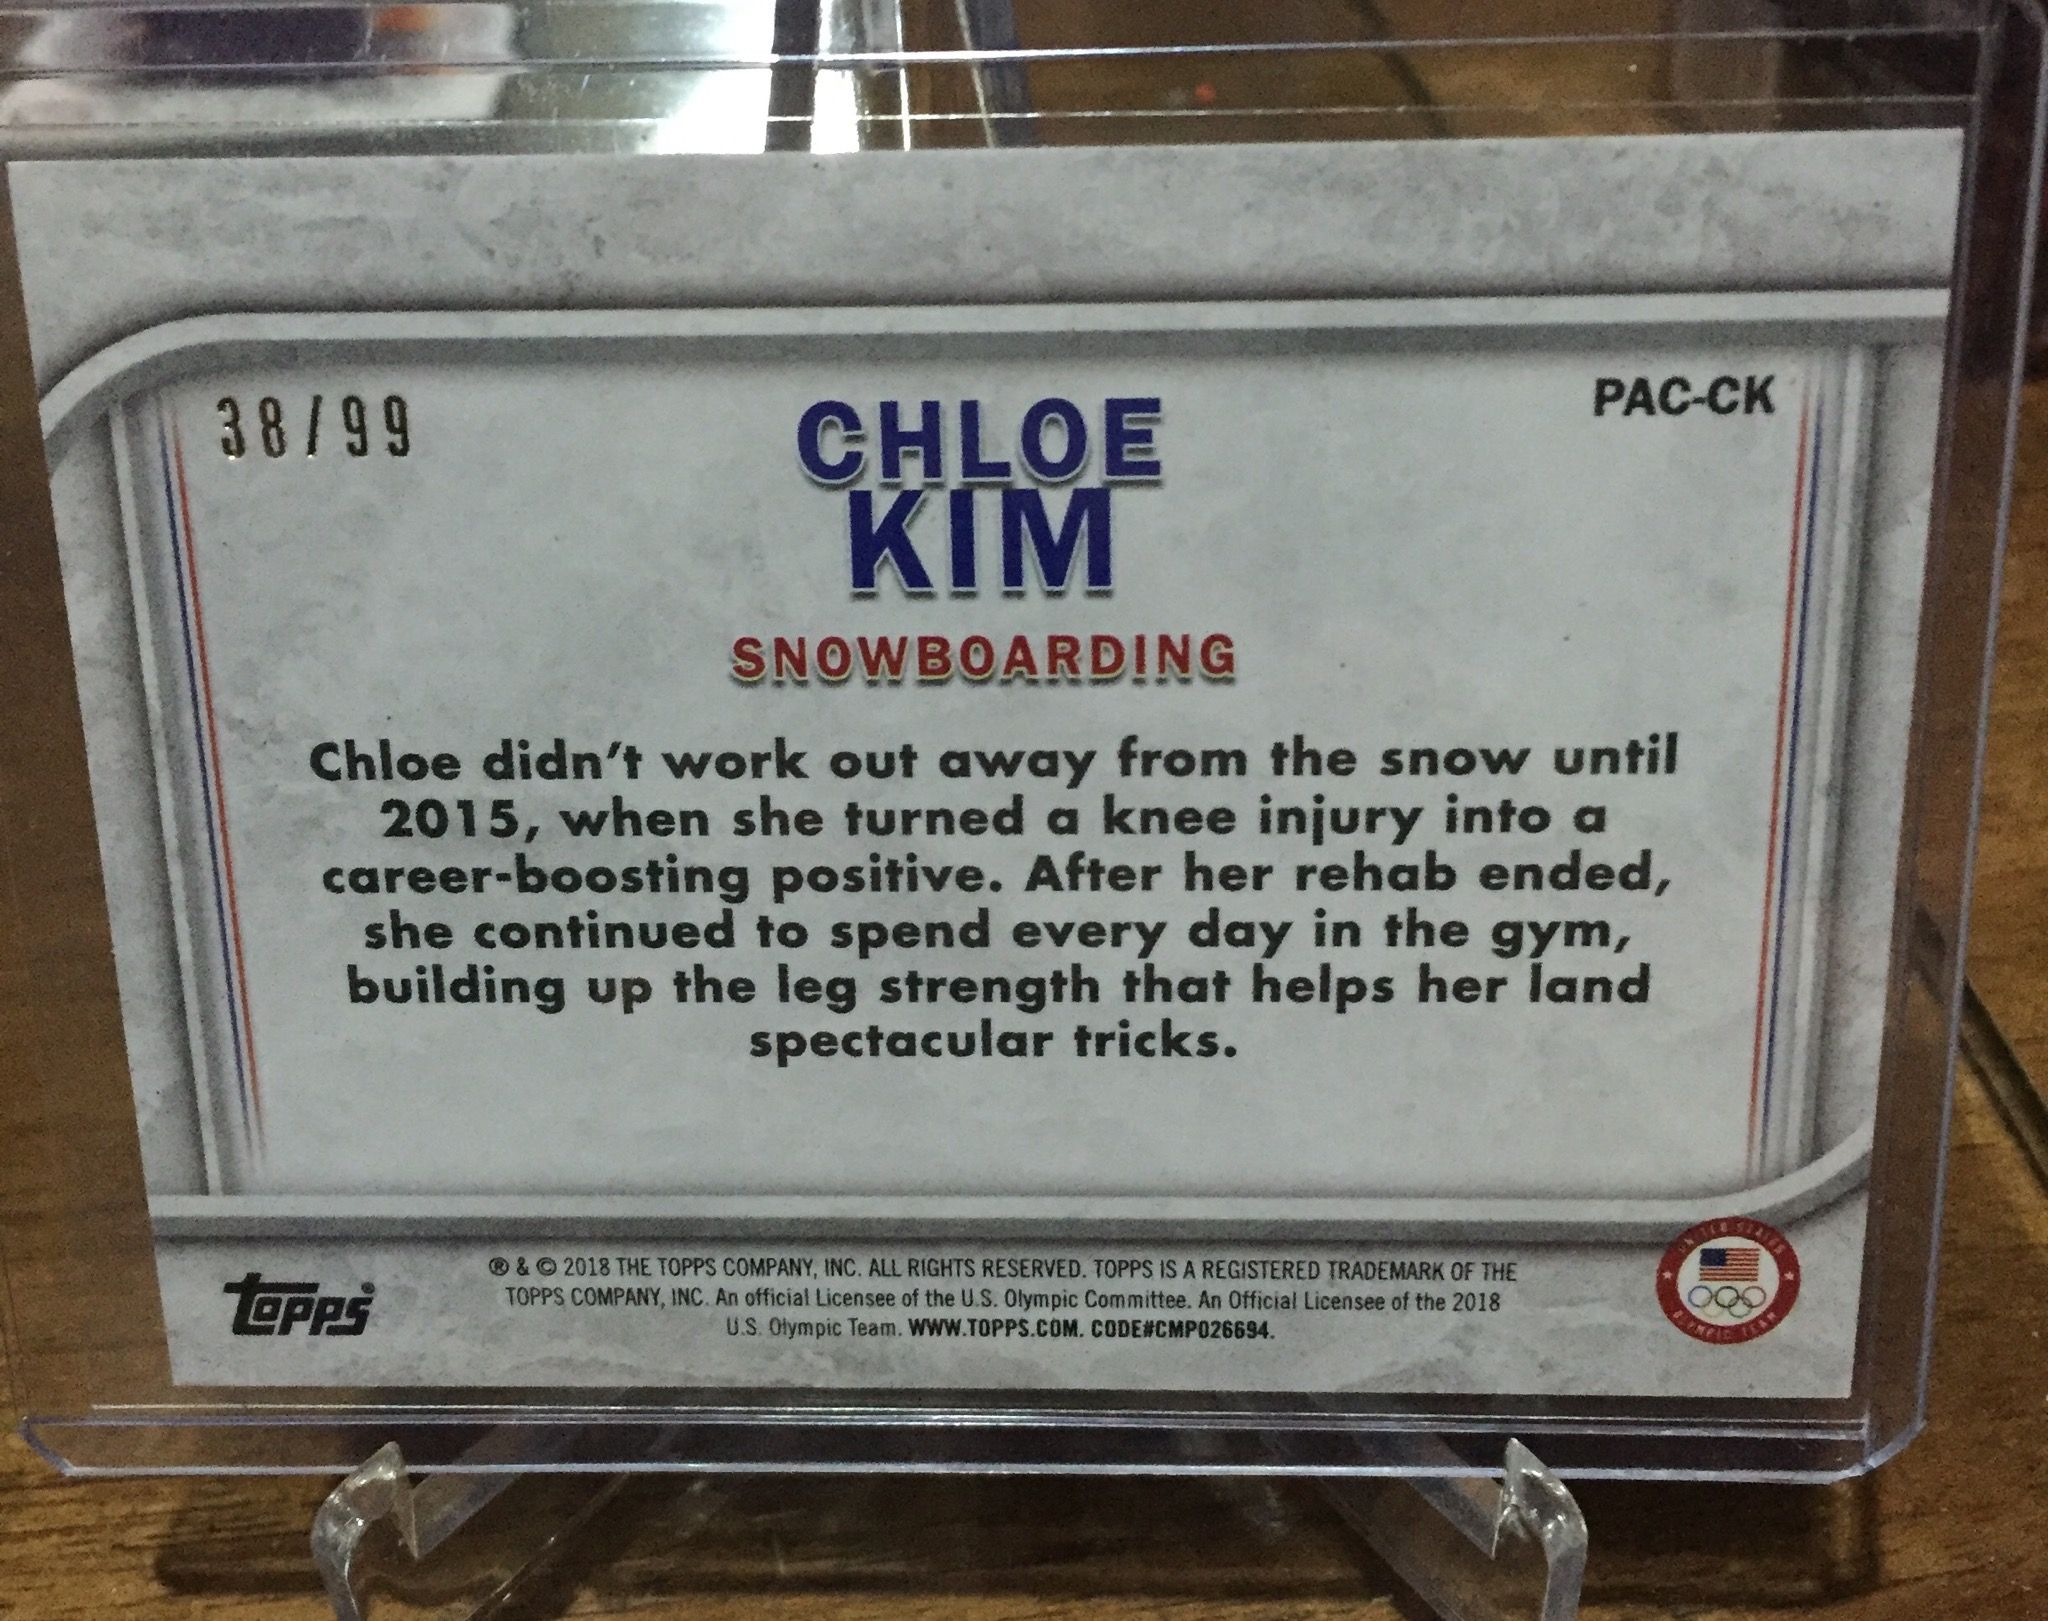 38/99
PAC-CK
CHLOE
KIM
SNOWBOARDING
Chloe didn't work out away from the snow until
2015, when she turned a knee injury into a
career-boosting positive. After her rehab ended,
she continued to spend every day in the gym,
building up the leg strength that helps her land
spectacular tricks.
topps
® & © 2018 THE TOPPS COMPANY, INC. ALL RIGHTS RESERVED. TOPPS IS A REGISTERED TRADEMARK OF THE
TOPPS COMPANY, INC. An official Licensee of the U.S. Olympic Committee. An Official Licensee of the 2018
U.S. Olympic Team. WWW.TOPPS.COM. CODE#CMP026694.
UNITED STATES
OLYMPIC TEAM